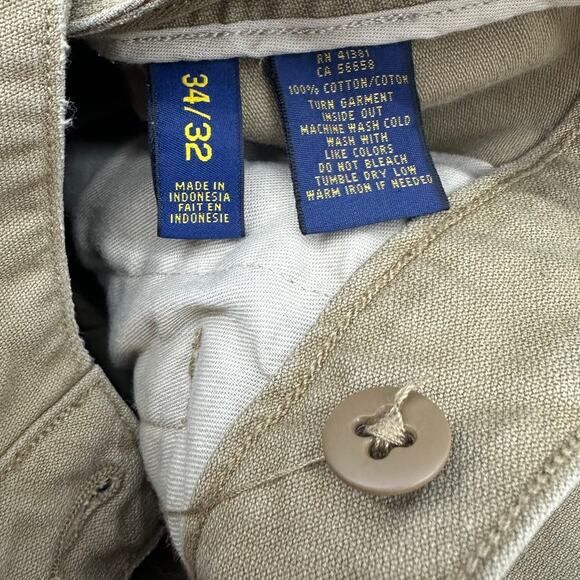 34/32
MADE IN
INDONESIA
FAIT EN
INDONESIE
RN 41381
CA 56658
100% COTTON/COTON
TURN GARMENT
INSIDE OUT
MACHINE WASH COLD
WASH WITH
LIKE COLORS
DO NOT BLEACH
TUMBLE DRY LOW
WARM IRON IF NEEDED